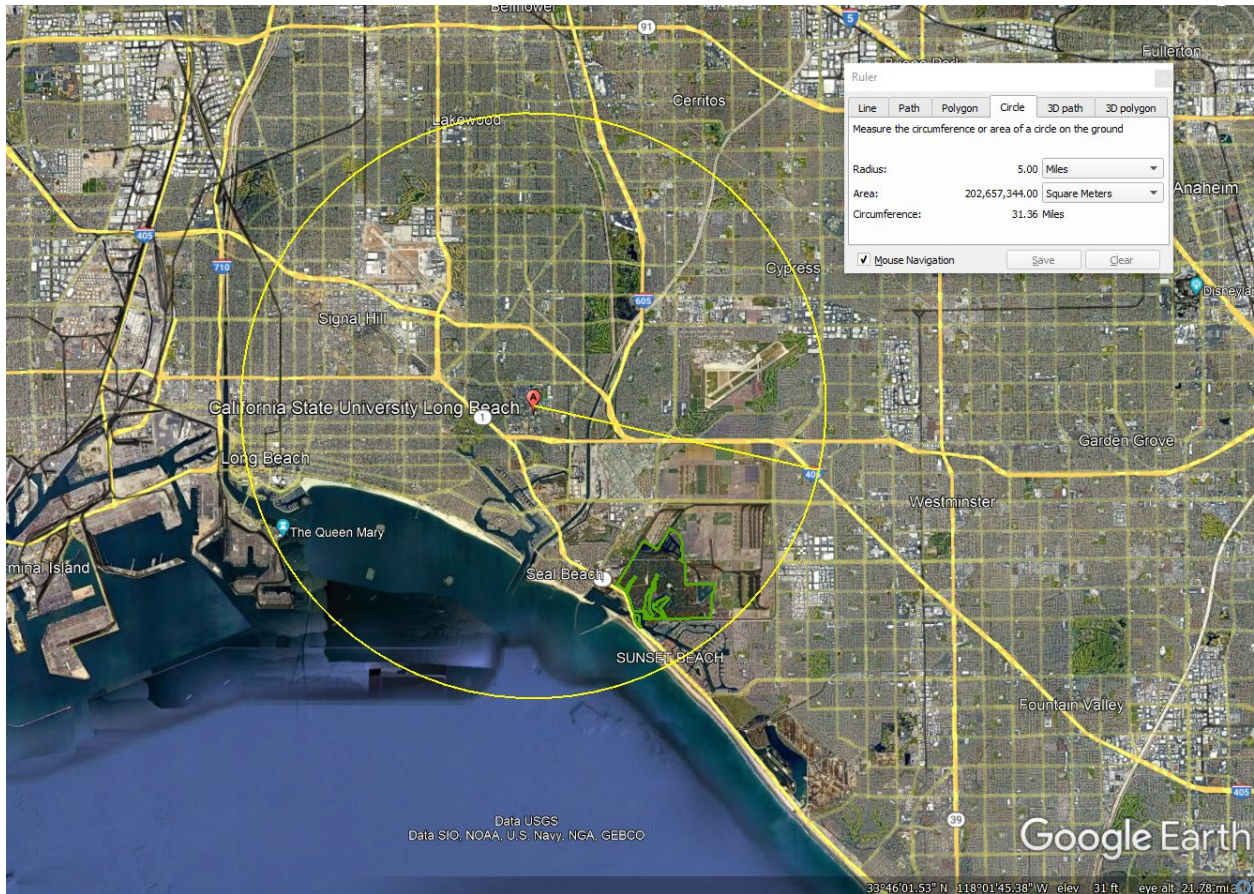 Bellflower
91
5
Fullerton
Ruler
Line Path Polygon Circle 3D path 3D polygon
Measure the circumference or area of a circle on the ground
Radius: 5.00 Miles
Area: 202,657,344.00 Square Meters
Circumference: 31.36 Miles
Mouse Navigation Save Clear
Cerritos
Lakewood
Anaheim
405
710
Cypress
605
Disneyla
Signal Hill
A
California State University Long Beach
1
Garden Grove
Long Beach
405
Westminster
The Queen Mary
rminal Island
Seal Beach
SUNSET BEACH
Fountain Valley
405
39
Data USGS
Data SIO, NOAA, U.S. Navy, NGA, GEBCO
Google Earth
33°46'01.53" N 118°01'45.38" W elev 31 ft eye alt 21.78 mi